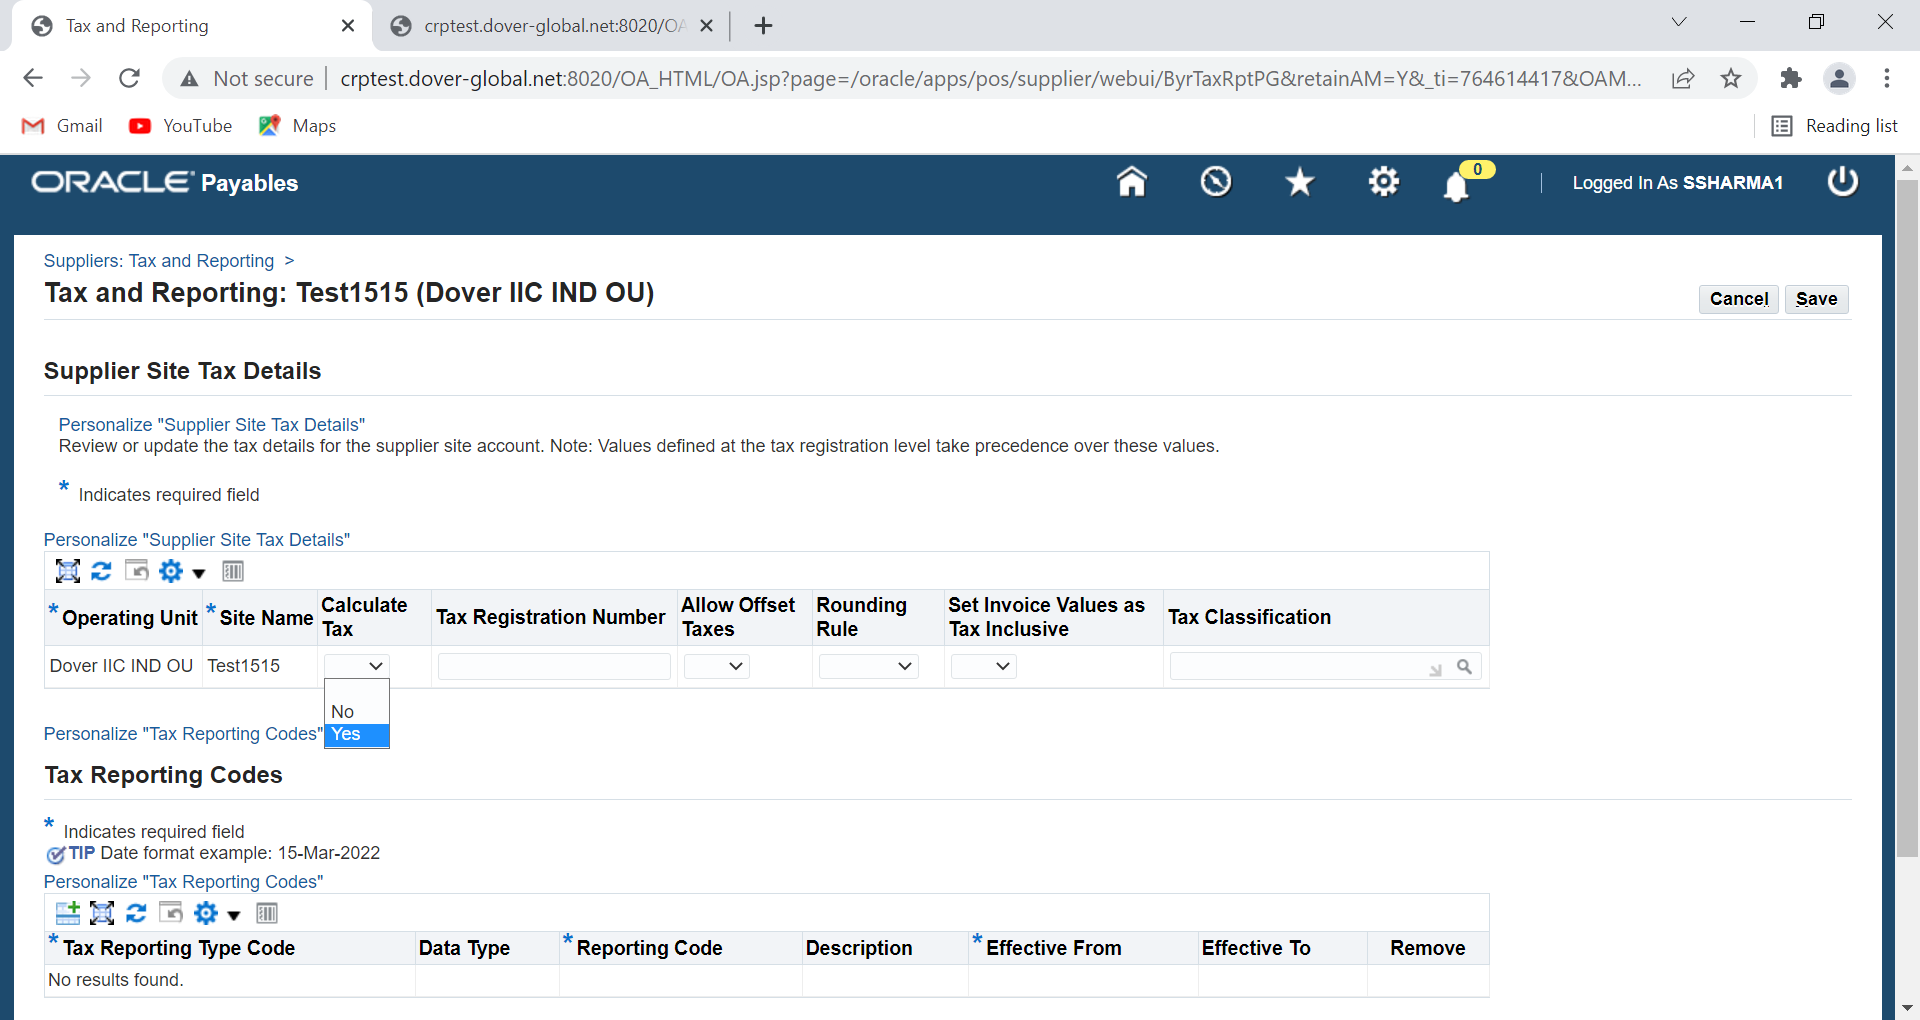 Tax and Reporting
crptest.dover-global.net:8020/OA
Not secure
crptest.dover-global.net:8020/OA_HTML/OA.jsp?page=/oracle/apps/pos/supplier/webui/ByrTaxRptPG&retainAM=Y&_ti=764614417&OAM...
Gmail
YouTube
Maps
Reading list
ORACLE Payables
0
Logged In As SSHARMA1
Suppliers: Tax and Reporting >
Tax and Reporting: Test1515 (Dover IIC IND OU)
Cancel
Save
Supplier Site Tax Details
Personalize "Supplier Site Tax Details"
Review or update the tax details for the supplier site account. Note: Values defined at the tax registration level take precedence over these values.
* Indicates required field
Personalize "Supplier Site Tax Details"
* Operating Unit
* Site Name
Calculate
Tax
Tax Registration Number
Allow Offset
Taxes
Rounding
Rule
Set Invoice Values as
Tax Inclusive
Tax Classification
Dover IIC IND OU
Test1515
No
Yes
Personalize "Tax Reporting Codes"
Tax Reporting Codes
* Indicates required field
TIP Date format example: 15-Mar-2022
Personalize "Tax Reporting Codes"
* Tax Reporting Type Code
Data Type
* Reporting Code
Description
* Effective From
Effective To
Remove
No results found.